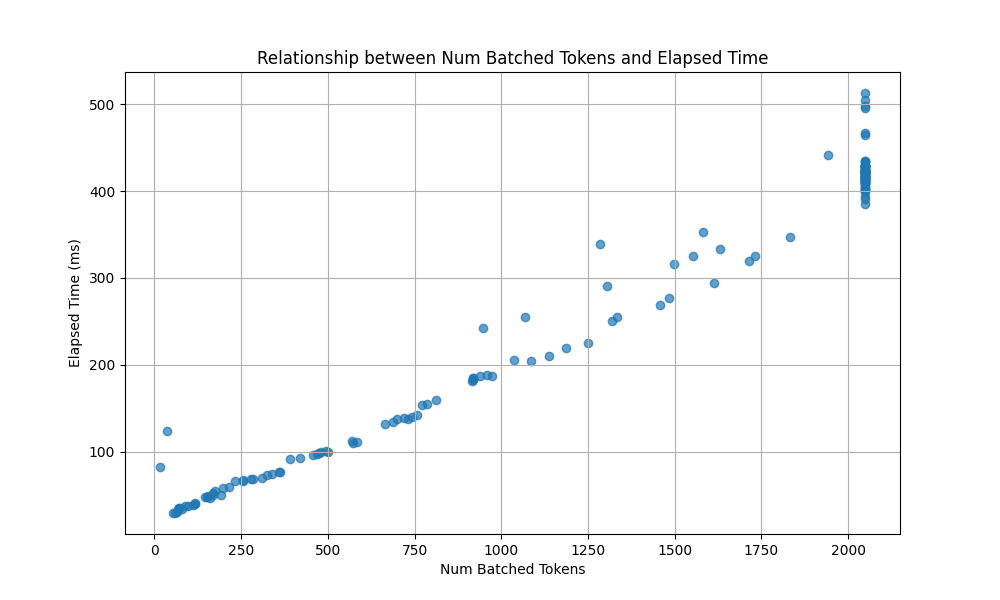 Relationship between Num Batched Tokens and Elapsed Time
500
400
300
200
100
Elapsed Time (ms)
0 250 500 750 1000 1250 1500 1750 2000
Num Batched Tokens